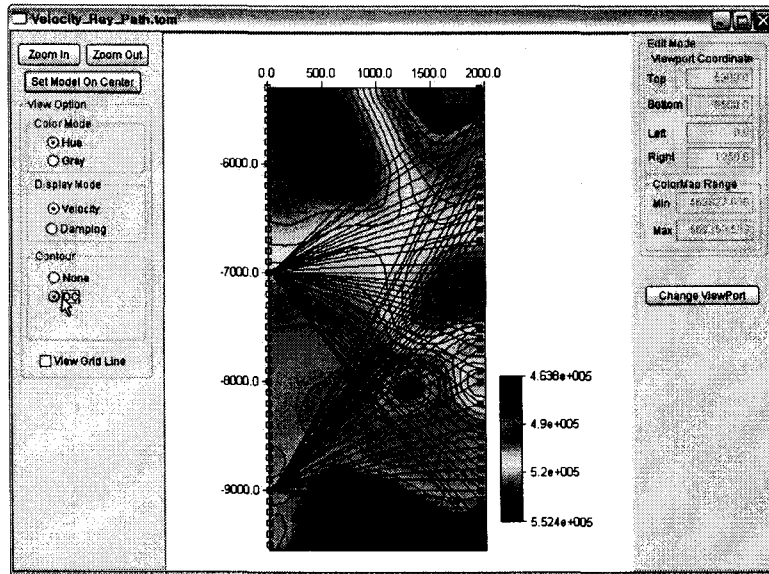 Velocity_Ray_Path.tom
Zoom In
Zoom Out
Set Model On Center
View Option
Color Mode
Hue
Gray
Display Mode
Velocity
Damping
Contour
None
View Grid Line
0.0 500.0 1000.0 1500.0 2000.0
-6000.0
-7000.0
-8000.0
-9000.0
4.638e+005
4.9e+005
5.2e+005
5.524e+005
Edit Mode
Viewport Coordinate
Top
Bottom
Left
Right
ColorMap Range
Min
Max
Change ViewPort